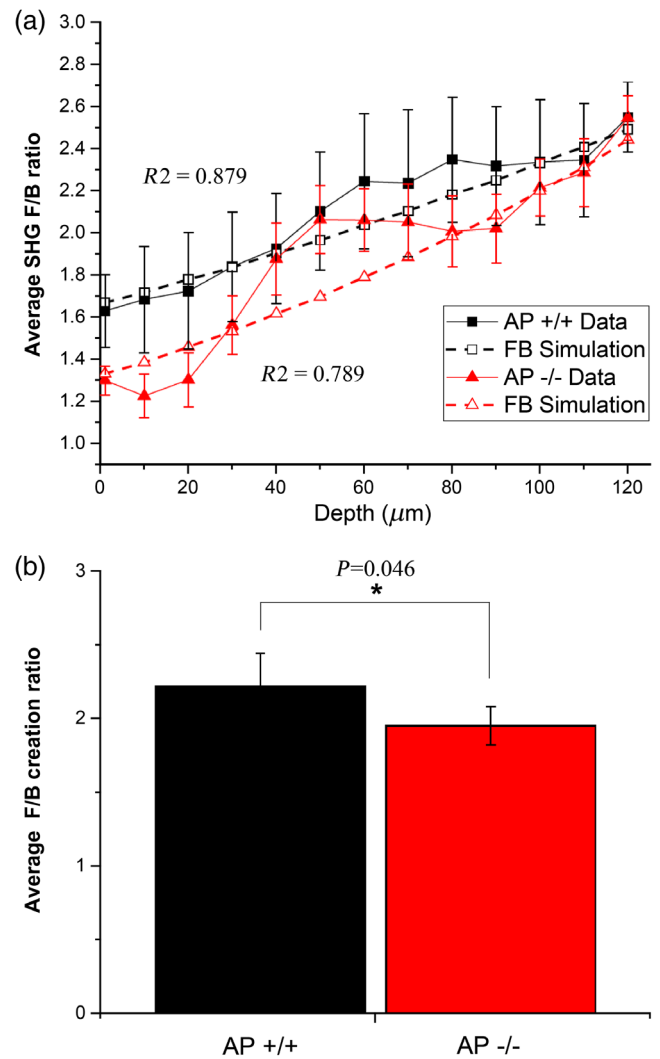 (a)
3.0
2.8
2.6
2.4
2.2
2.0
1.8
1.6
1.4
1.2
1.0
Average SHG F/B ratio
R2 = 0.879
R2 = 0.789
AP +/+ Data
FB Simulation
AP -/- Data
FB Simulation
0 20 40 60 80 100 120
Depth (μm)
(b)
3
2
1
0
Average F/B creation ratio
P=0.046
*
AP +/+ AP -/-